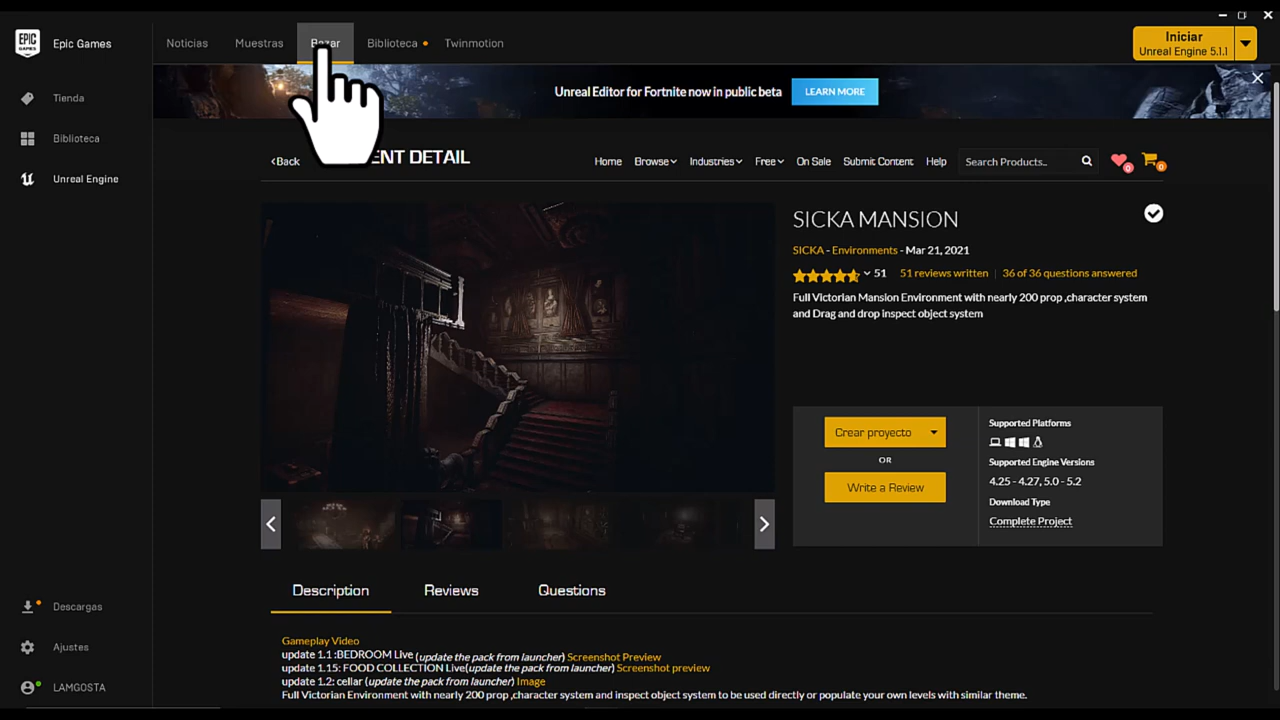 EPIC GAMES
Epic Games
Noticias
Muestras
Bazar
Biblioteca
Twinmotion
Iniciar
Unreal Engine 5.1.1
Tienda
Biblioteca
Unreal Engine
Unreal Editor for Fortnite now in public beta
LEARN MORE
<Back
ENT DETAIL
Home
Browse
Industries
Free
On Sale
Submit Content
Help
Search Products..
0
0
SICKA MANSION
SICKA - Environments - Mar 21, 2021
51
51 reviews written | 36 of 36 questions answered
Full Victorian Mansion Environment with nearly 200 prop ,character system
and Drag and drop inspect object system
Crear proyecto
OR
Write a Review
Supported Platforms
Supported Engine Versions
4.25 - 4.27, 5.0 - 5.2
Download Type
Complete Project
Description
Reviews
Questions
Gameplay Video
update 1.1 :BEDROOM Live (update the pack from launcher) Screenshot Preview
update 1.15: FOOD COLLECTION Live(update the pack from launcher) Screenshot preview
update 1.2: cellar (update the pack from launcher) Image
Full Victorian Environment with nearly 200 prop ,character system and inspect object system to be used directly or populate your own levels with similar theme.
Descargas
Ajustes
LAMGOSTA